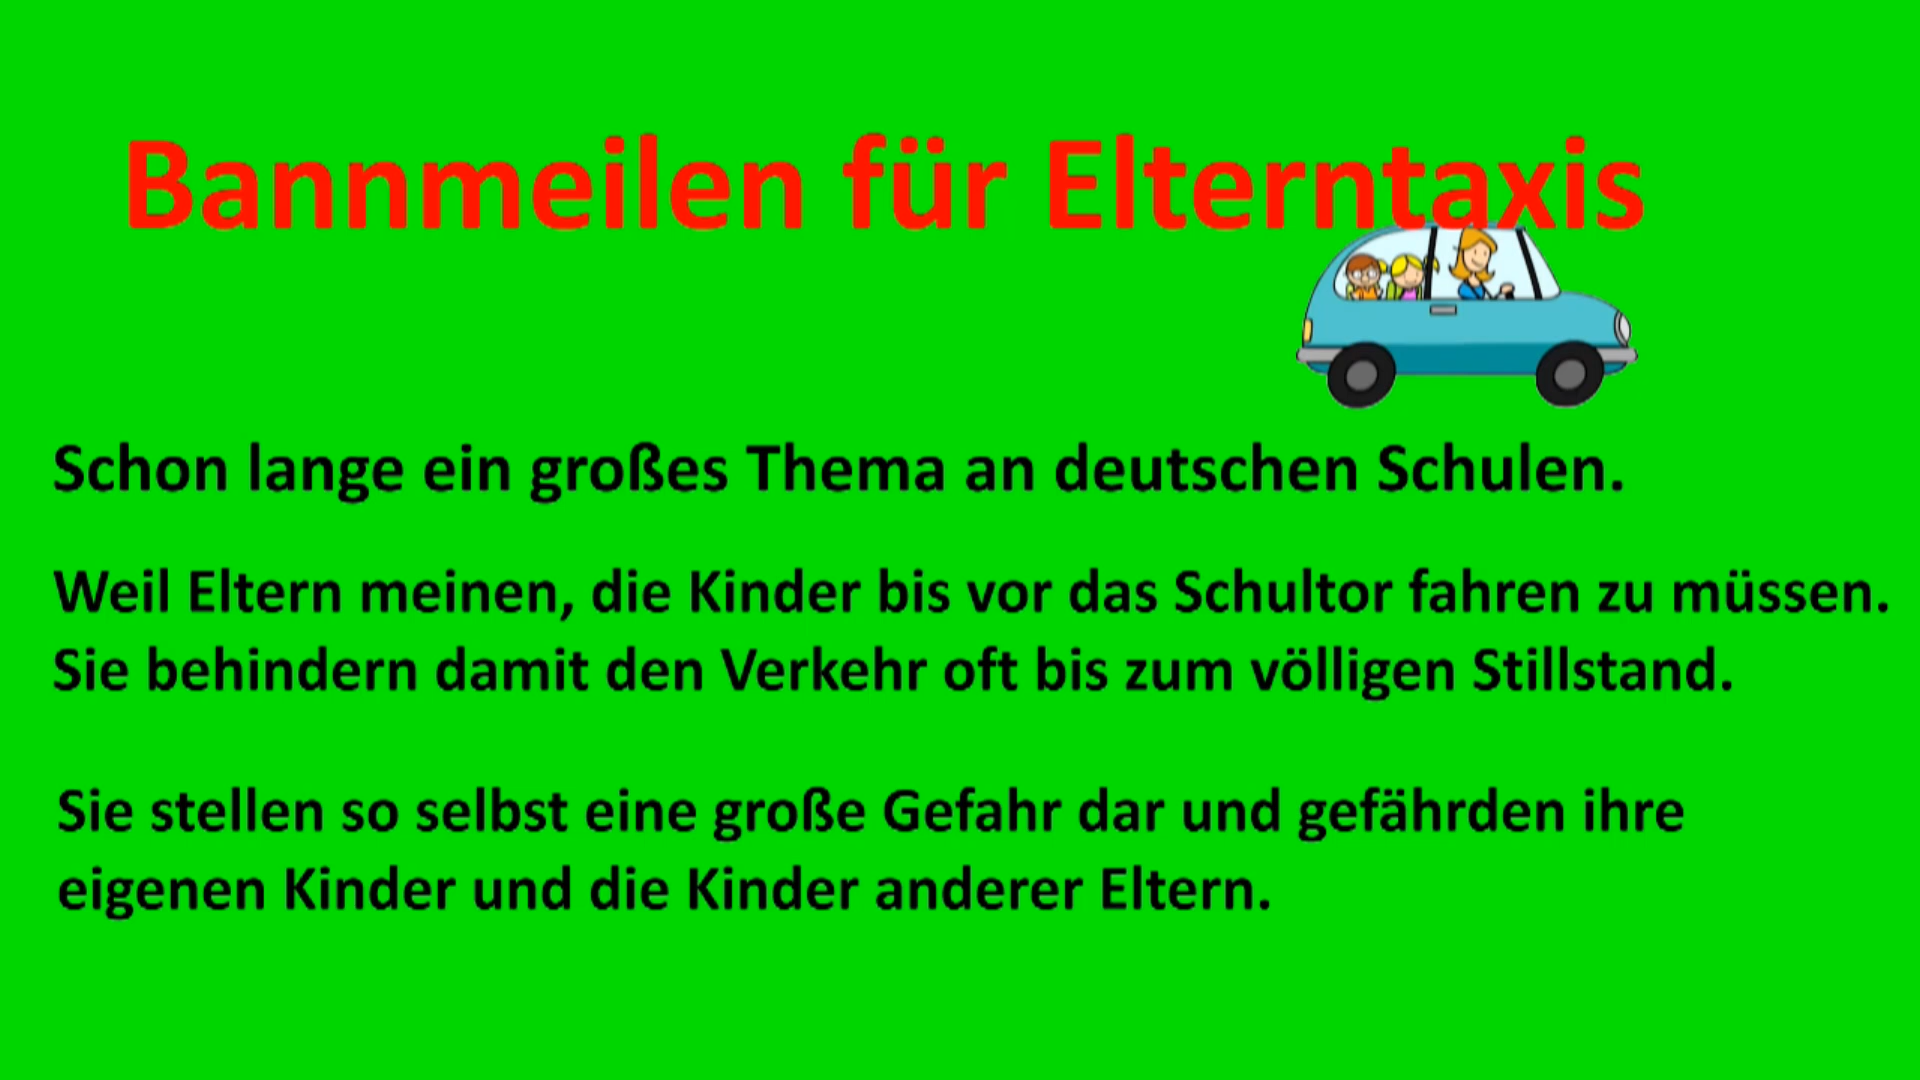 Bannmeilen für Elterntaxis
Schon lange ein großes Thema an deutschen Schulen.
Weil Eltern meinen, die Kinder bis vor das Schultor fahren zu müssen.
Sie behindern damit den Verkehr oft bis zum völligen Stillstand.
Sie stellen so selbst eine große Gefahr dar und gefährden ihre
eigenen Kinder und die Kinder anderer Eltern.